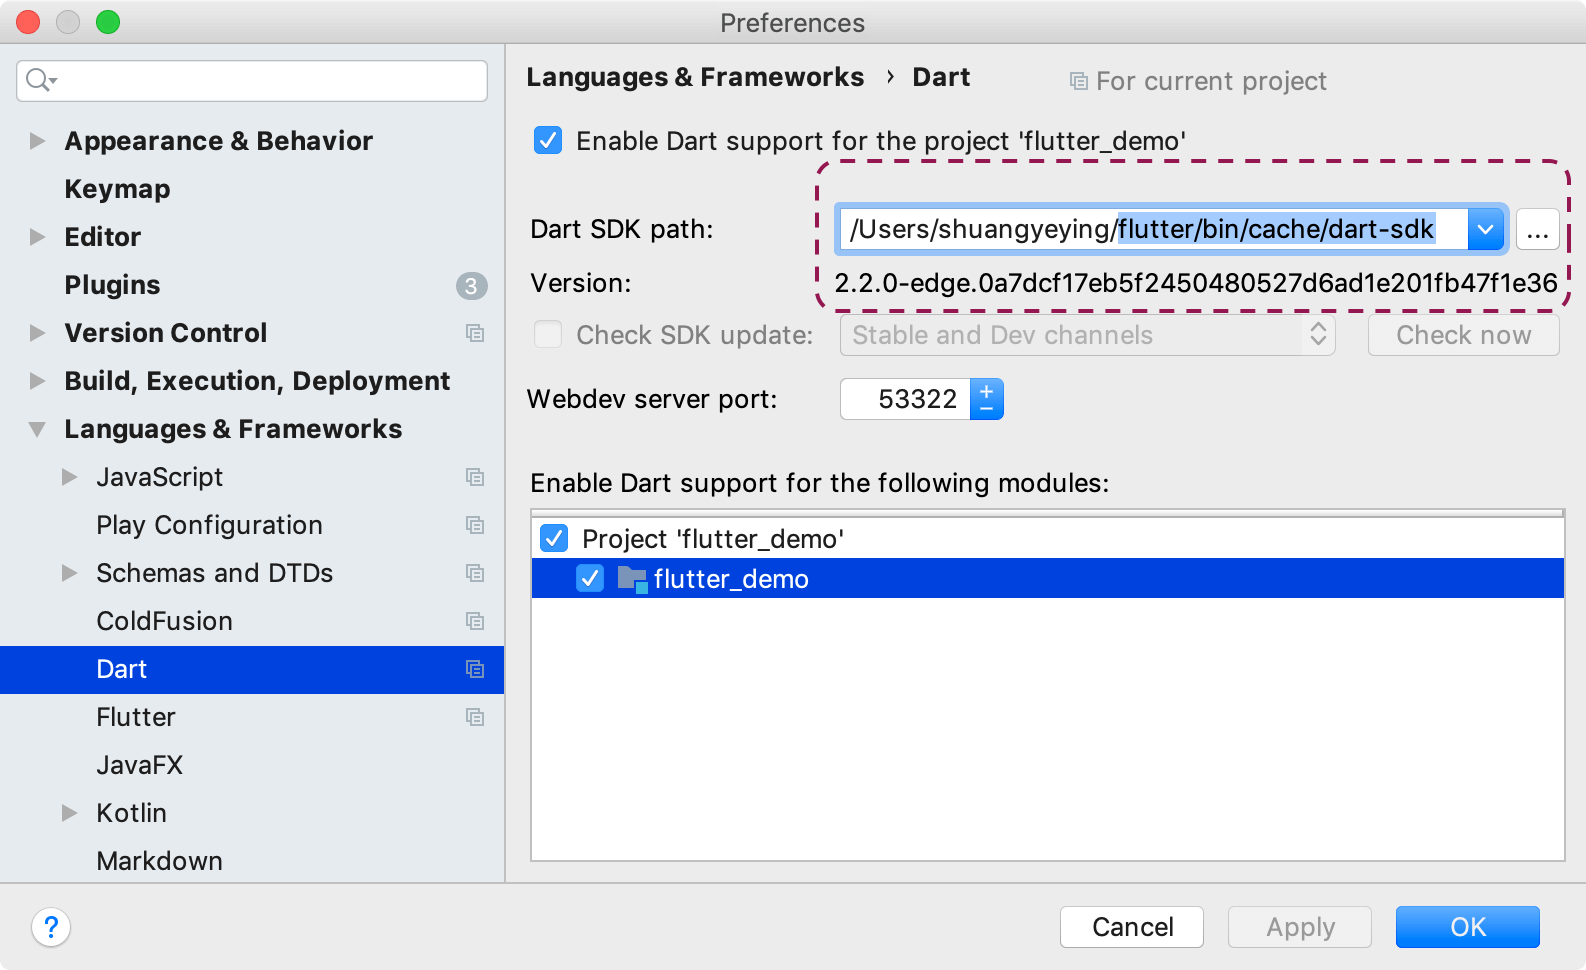 Preferences
Languages & Frameworks › Dart
For current project
Appearance & Behavior
Keymap
Editor
Plugins 3
Version Control
Build, Execution, Deployment
Languages & Frameworks
JavaScript
Play Configuration
Schemas and DTDs
ColdFusion
Dart
Flutter
JavaFX
Kotlin
Markdown
Enable Dart support for the project 'flutter_demo'
Dart SDK path: /Users/shuangyeying/flutter/bin/cache/dart-sdk ...
Version: 2.2.0-edge.0a7dcf17eb5f2450480527d6ad1e201fb47f1e36
Check SDK update: Stable and Dev channels Check now
Webdev server port: 53322
Enable Dart support for the following modules:
Project 'flutter_demo'
flutter_demo
? Cancel Apply OK